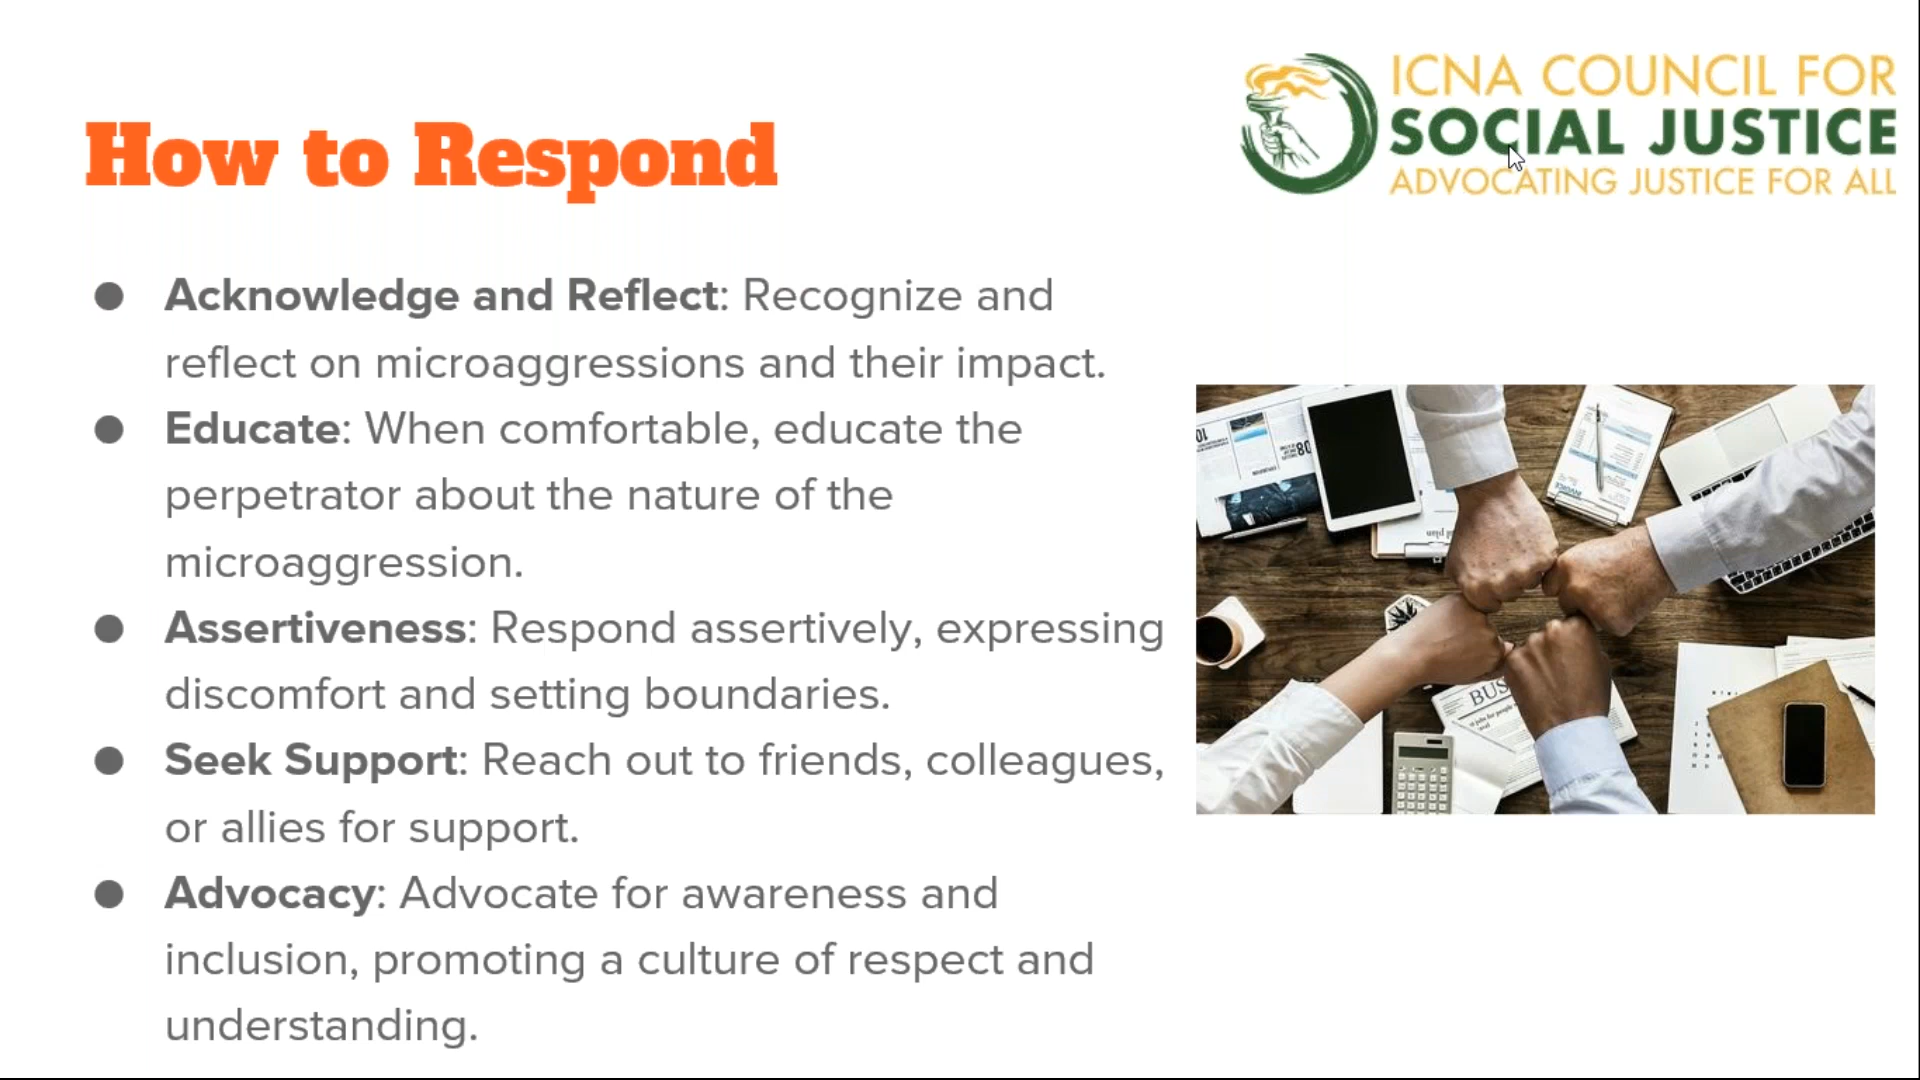 ICNA COUNCIL FOR
SOCIAL JUSTICE
ADVOCATING JUSTICE FOR ALL
How to Respond
● Acknowledge and Reflect: Recognize and
reflect on microaggressions and their impact.
● Educate: When comfortable, educate the
perpetrator about the nature of the
microaggression.
● Assertiveness: Respond assertively, expressing
discomfort and setting boundaries.
● Seek Support: Reach out to friends, colleagues,
or allies for support.
● Advocacy: Advocate for awareness and
inclusion, promoting a culture of respect and
understanding.
INVOICE
BUS